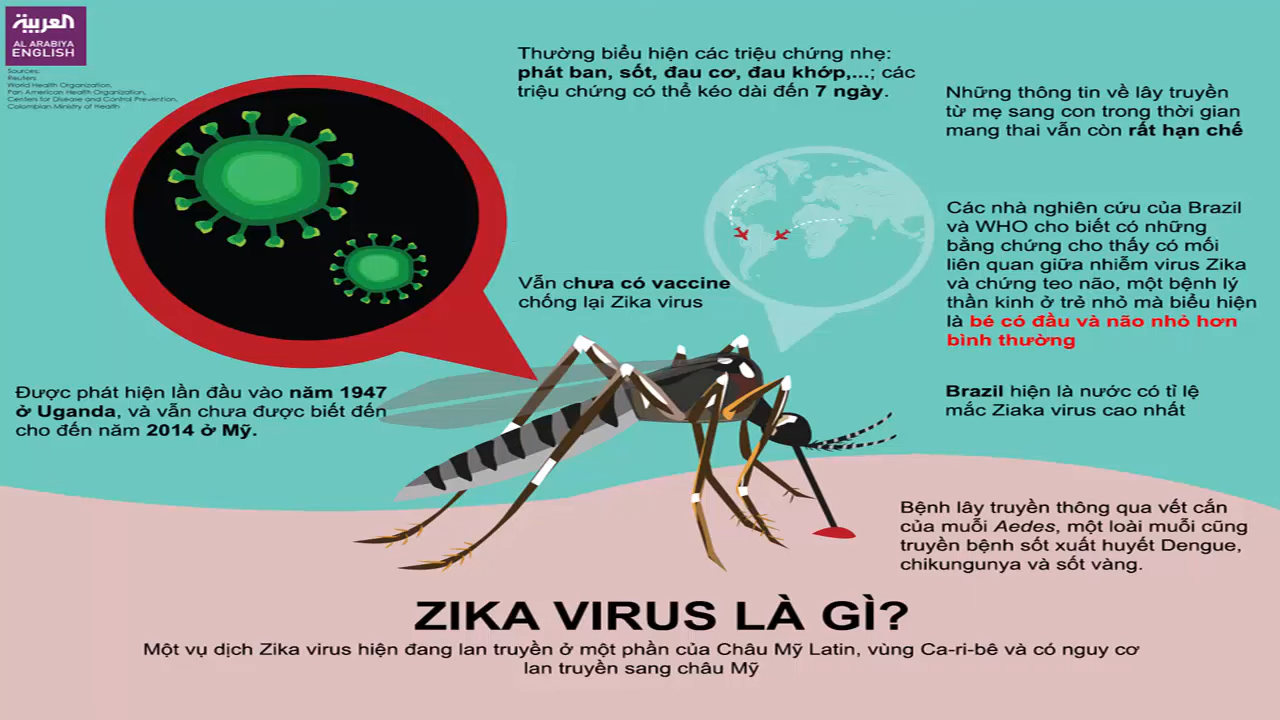 العربية
AL ARABIYA
ENGLISH
Sources:
Reuters
World Health Organization,
Pan American Health Organization,
Centers for Disease and Control Prevention,
Colombian Ministry of Health
Thường biểu hiện các triệu chứng nhẹ:
phát ban, sốt, đau cơ, đau khớp,...; các
triệu chứng có thể kéo dài đến 7 ngày.
Những thông tin về lây truyền
từ mẹ sang con trong thời gian
mang thai vẫn còn rất hạn chế
Các nhà nghiên cứu của Brazil
và WHO cho biết có những
bằng chứng cho thấy có mối
liên quan giữa nhiễm virus Zika
và chứng teo não, một bệnh lý
thần kinh ở trẻ nhỏ mà biểu hiện
là bé có đầu và não nhỏ hơn
bình thường
Vẫn chưa có vaccine
chống lại Zika virus
Được phát hiện lần đầu vào năm 1947
ở Uganda, và vẫn chưa được biết đến
cho đến năm 2014 ở Mỹ.
Brazil hiện là nước có tỉ lệ
mắc Ziaka virus cao nhất
Bệnh lây truyền thông qua vết cắn
của muỗi Aedes, một loài muỗi cũng
truyền bệnh sốt xuất huyết Dengue,
chikungunya và sốt vàng.
ZIKA VIRUS LÀ GÌ?
Một vụ dịch Zika virus hiện đang lan truyền ở một phần của Châu Mỹ Latin, vùng Ca-ri-bê và có nguy cơ
lan truyền sang châu Mỹ